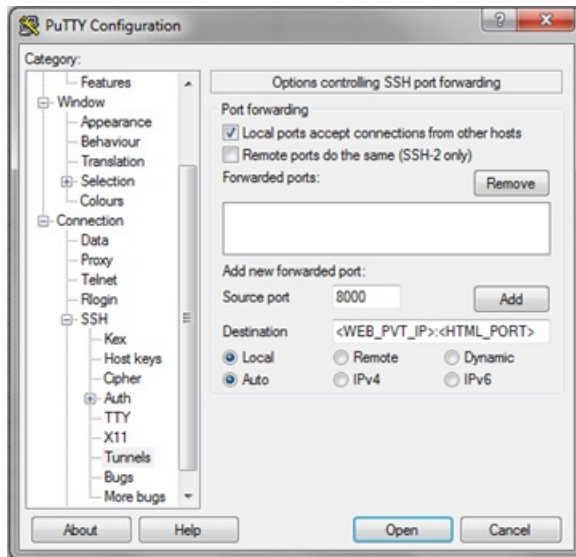 PuTTY Configuration
Category:
Features
Window
Appearance
Behaviour
Translation
Selection
Colours
Connection
Data
Proxy
Telnet
Rlogin
SSH
Kex
Host keys
Cipher
Auth
TTY
X11
Tunnels
Bugs
More bugs
Options controlling SSH port forwarding
Port forwarding
Local ports accept connections from other hosts
Remote ports do the same (SSH-2 only)
Forwarded ports:
Remove
Add new forwarded port:
Source port 8000 Add
Destination <WEB_PVT_IP>:<HTML_PORT>
Local Remote Dynamic
Auto IPv4 IPv6
About Help Open Cancel